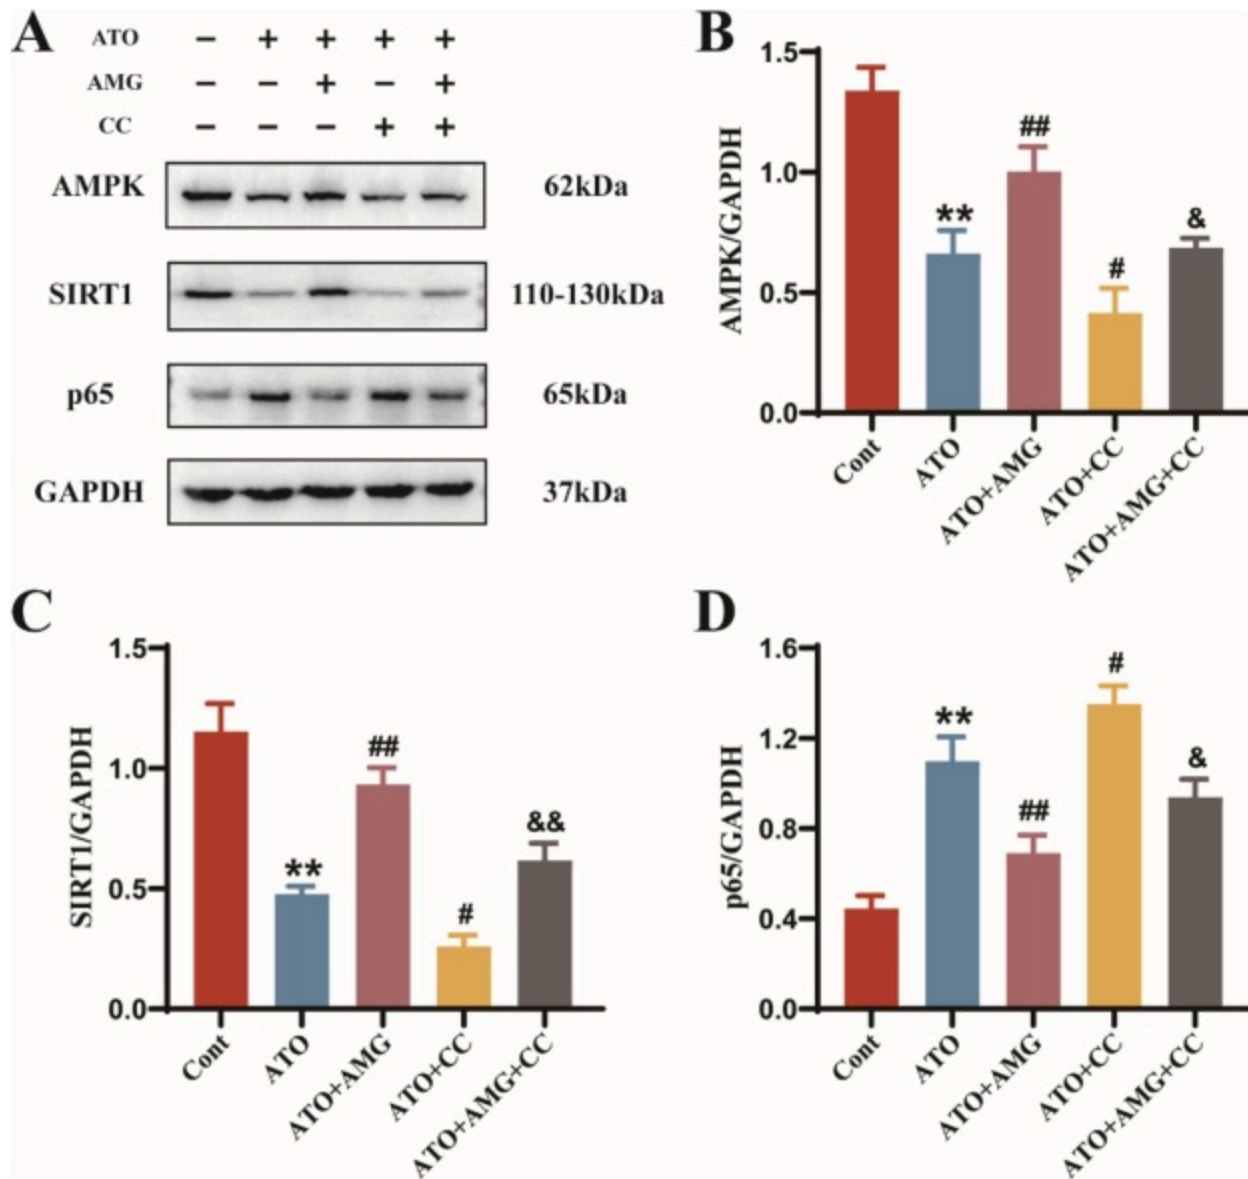 A
ATO − + + + +
AMG − − + − +
CC − − − + +
AMPK 62kDa
SIRT1 110-130kDa
p65 65kDa
GAPDH 37kDa
B
AMPK/GAPDH
1.5
1.0
0.5
0.0
**
##
#
&
Cont
ATO
ATO+AMG
ATO+CC
ATO+AMG+CC
C
SIRT1/GAPDH
1.5
1.0
0.5
0.0
**
##
#
&&
Cont
ATO
ATO+AMG
ATO+CC
ATO+AMG+CC
D
p65/GAPDH
1.6
1.2
0.8
0.4
0.0
**
##
#
&
Cont
ATO
ATO+AMG
ATO+CC
ATO+AMG+CC